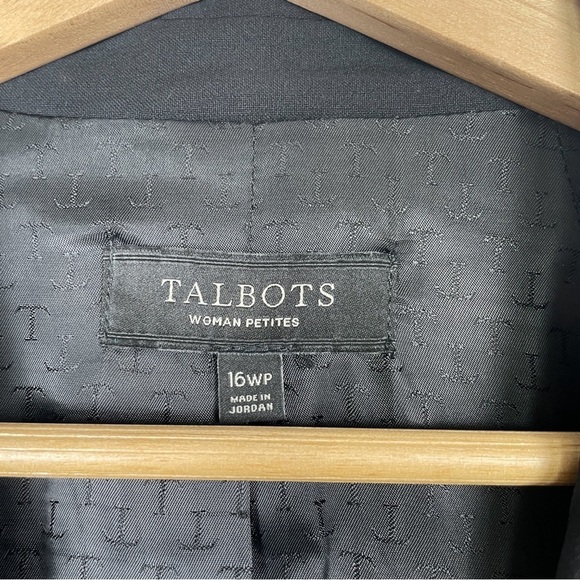 TALBOTS
WOMAN PETITES
16WP
MADE IN
JORDAN